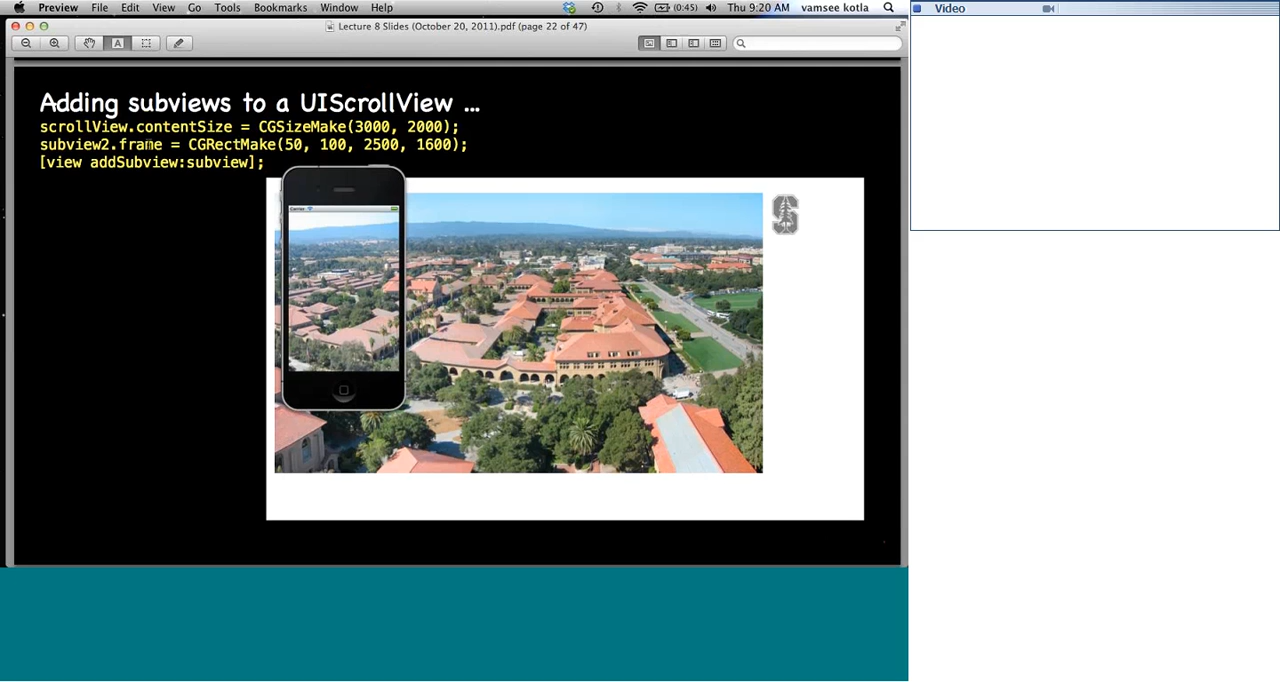 Preview File Edit View Go Tools Bookmarks Window Help (0:45) Thu 9:20 AM vamsee kotla
Video
Lecture 8 Slides (October 20, 2011).pdf (page 22 of 47)
Adding subviews to a UIScrollView ...
scrollView.contentSize = CGSizeMake(3000, 2000);
subview2.frame = CGRectMake(50, 100, 2500, 1600);
[view addSubview:subview];
Carrier
S